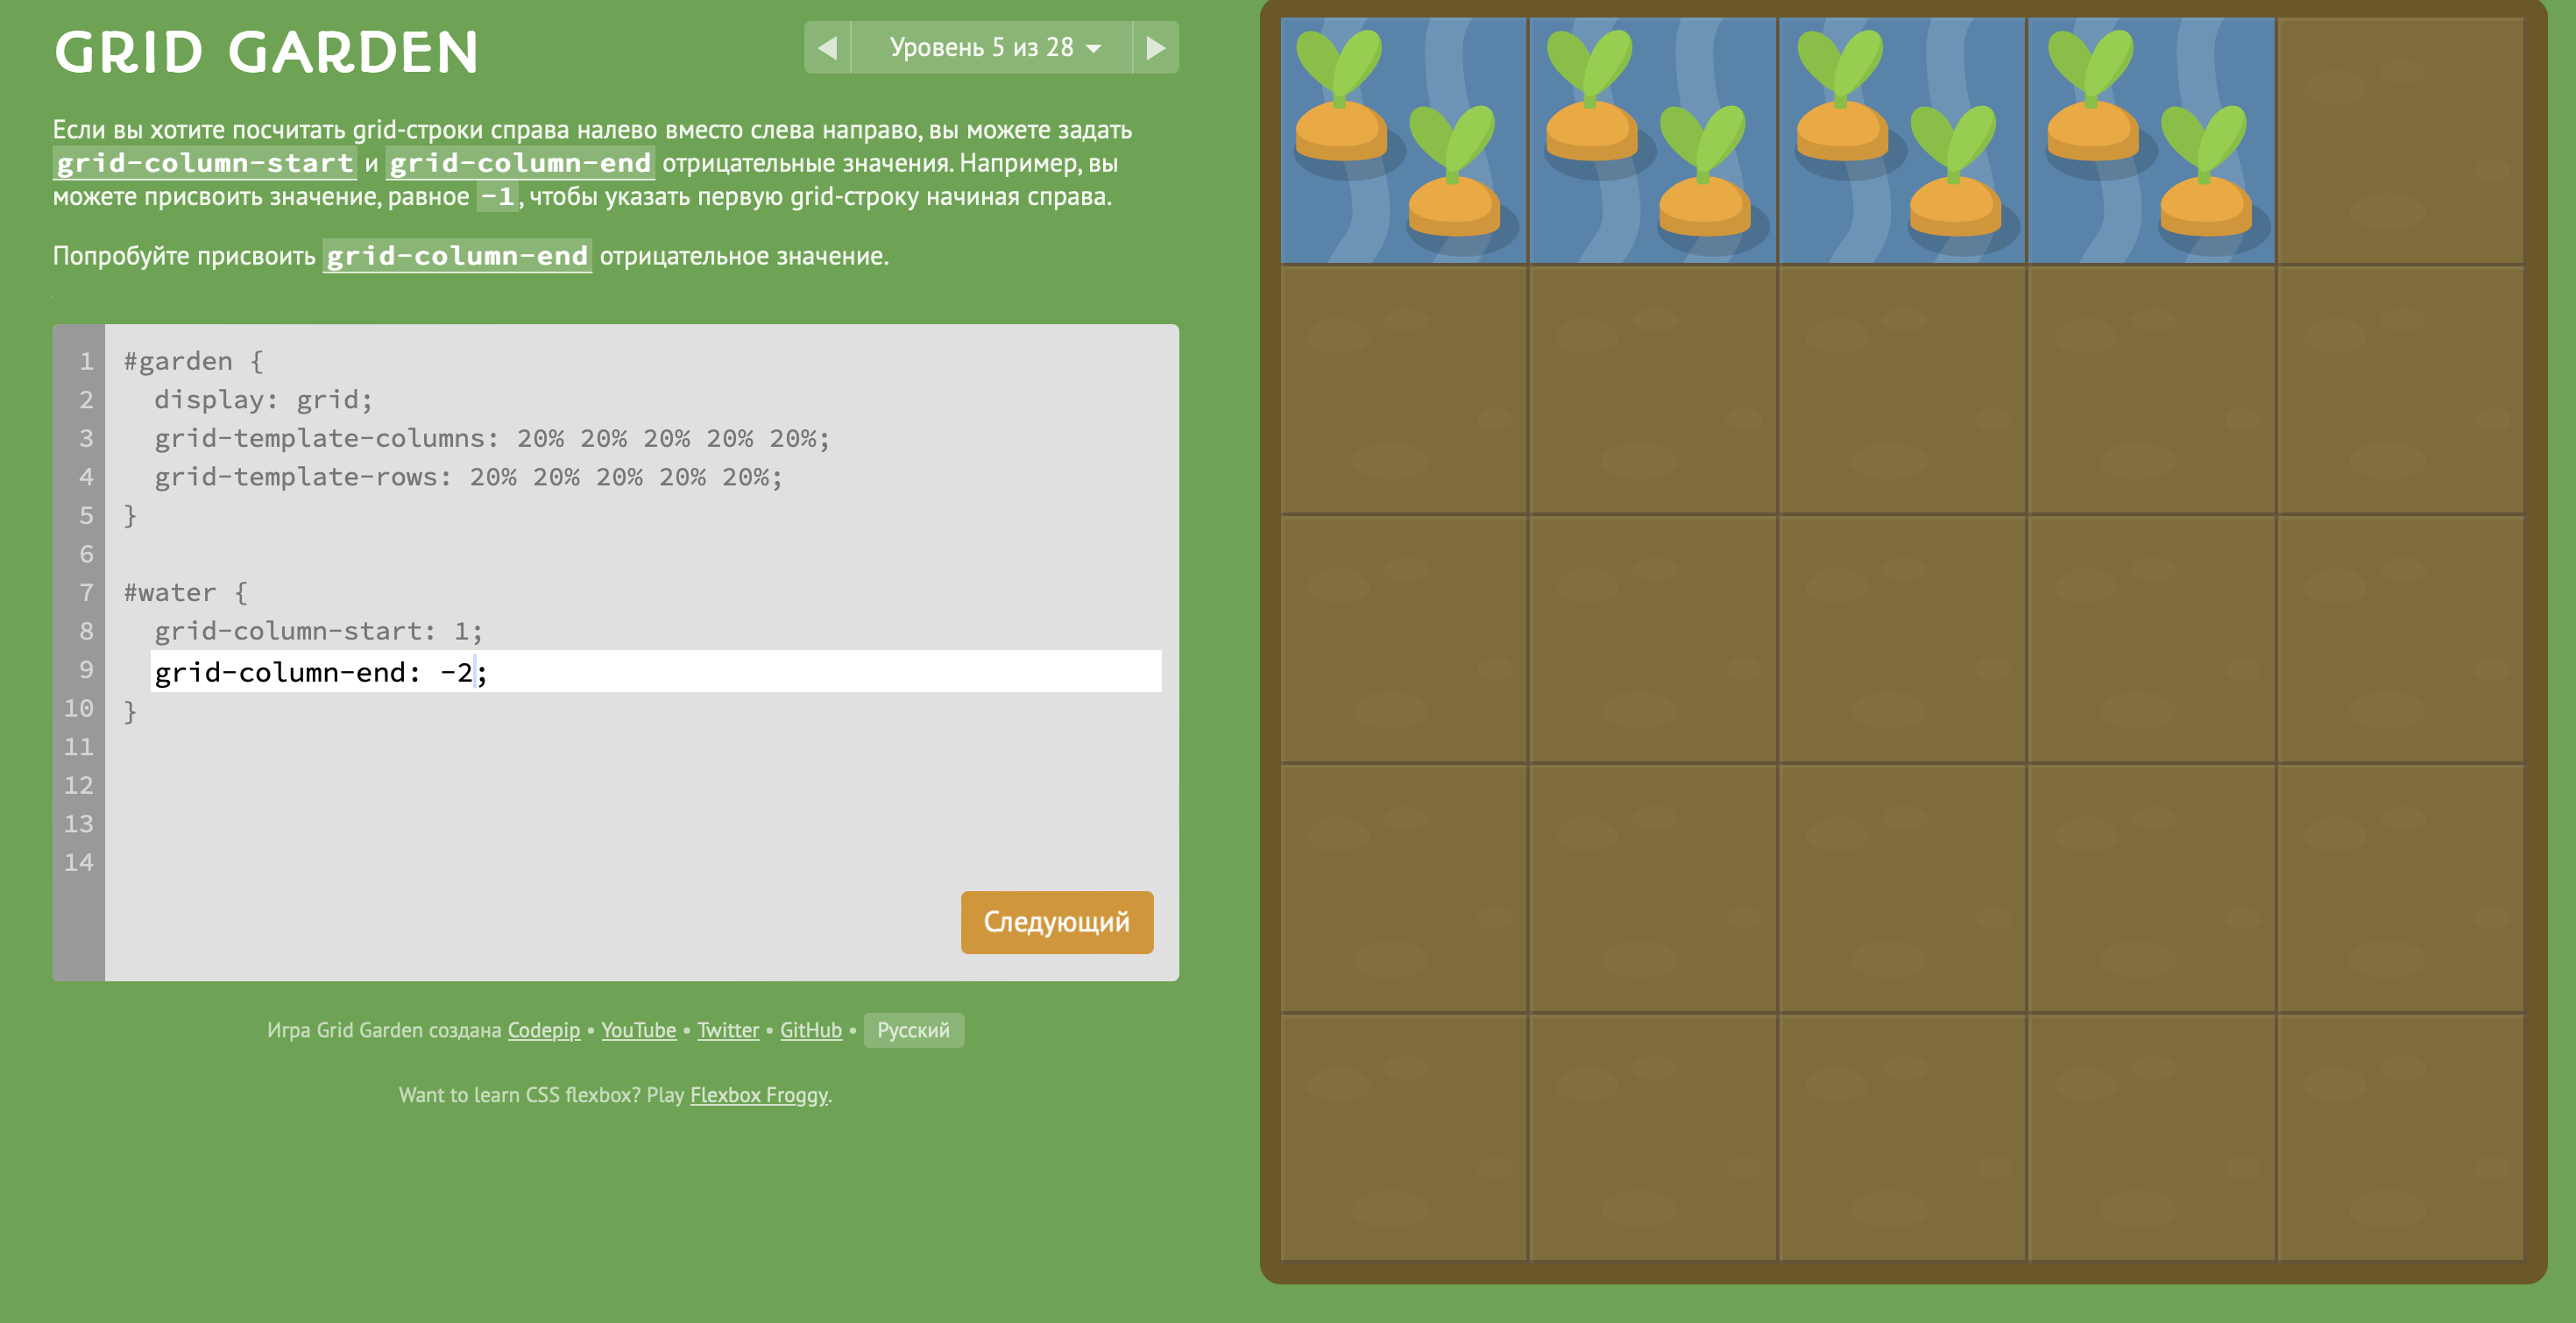 GRID GARDEN
Уровень 5 из 28
Если вы хотите посчитать grid-строки справа налево вместо слева направо, вы можете задать
grid-column-start и grid-column-end отрицательные значения. Например, вы
можете присвоить значение, равное -1, чтобы указать первую grid-строку начиная справа.
Попробуйте присвоить grid-column-end отрицательное значение.
1 #garden {
2 display: grid;
3 grid-template-columns: 20% 20% 20% 20% 20%;
4 grid-template-rows: 20% 20% 20% 20% 20%;
5 }
6
7 #water {
8 grid-column-start: 1;
9 grid-column-end: -2;
10 }
11
12
13
14
Следующий
Игра Grid Garden создана Codepip • YouTube • Twitter • GitHub • Русский
Want to learn CSS flexbox? Play Flexbox Froggy.